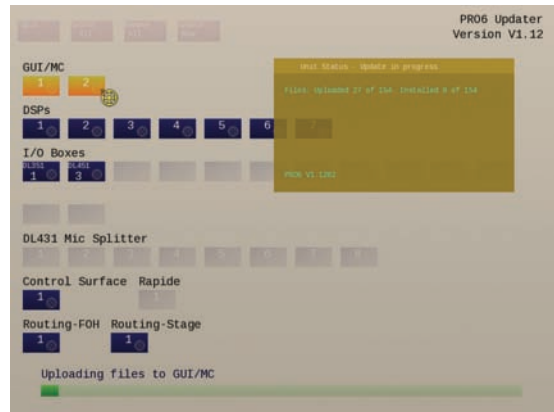 PRO6 Updater
Version V1.12
GUI/MC
1 2
Unit Status - Update in progress
Files: Uploaded 27 of 154. Installed 0 of 154
DSPs
1 2 3 4 5 6 7
I/O Boxes
DL351 DL451
1 3
PRO6 V1.1262
DL431 Mic Splitter
1 2 3 4 5 6 7 8
Control Surface Rapide
1 1
Routing-FOH Routing-Stage
1 1
Uploading files to GUI/MC